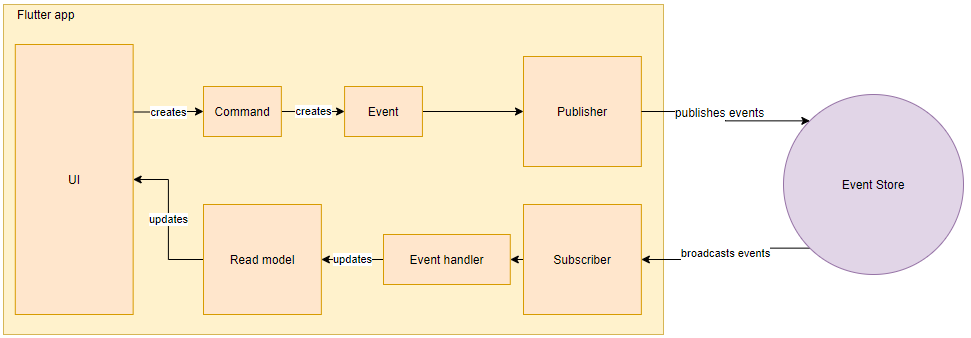 Flutter app
UI
creates
Command
creates
Event
Publisher
publishes events
Event Store
updates
Read model
updates
Event handler
Subscriber
broadcasts events